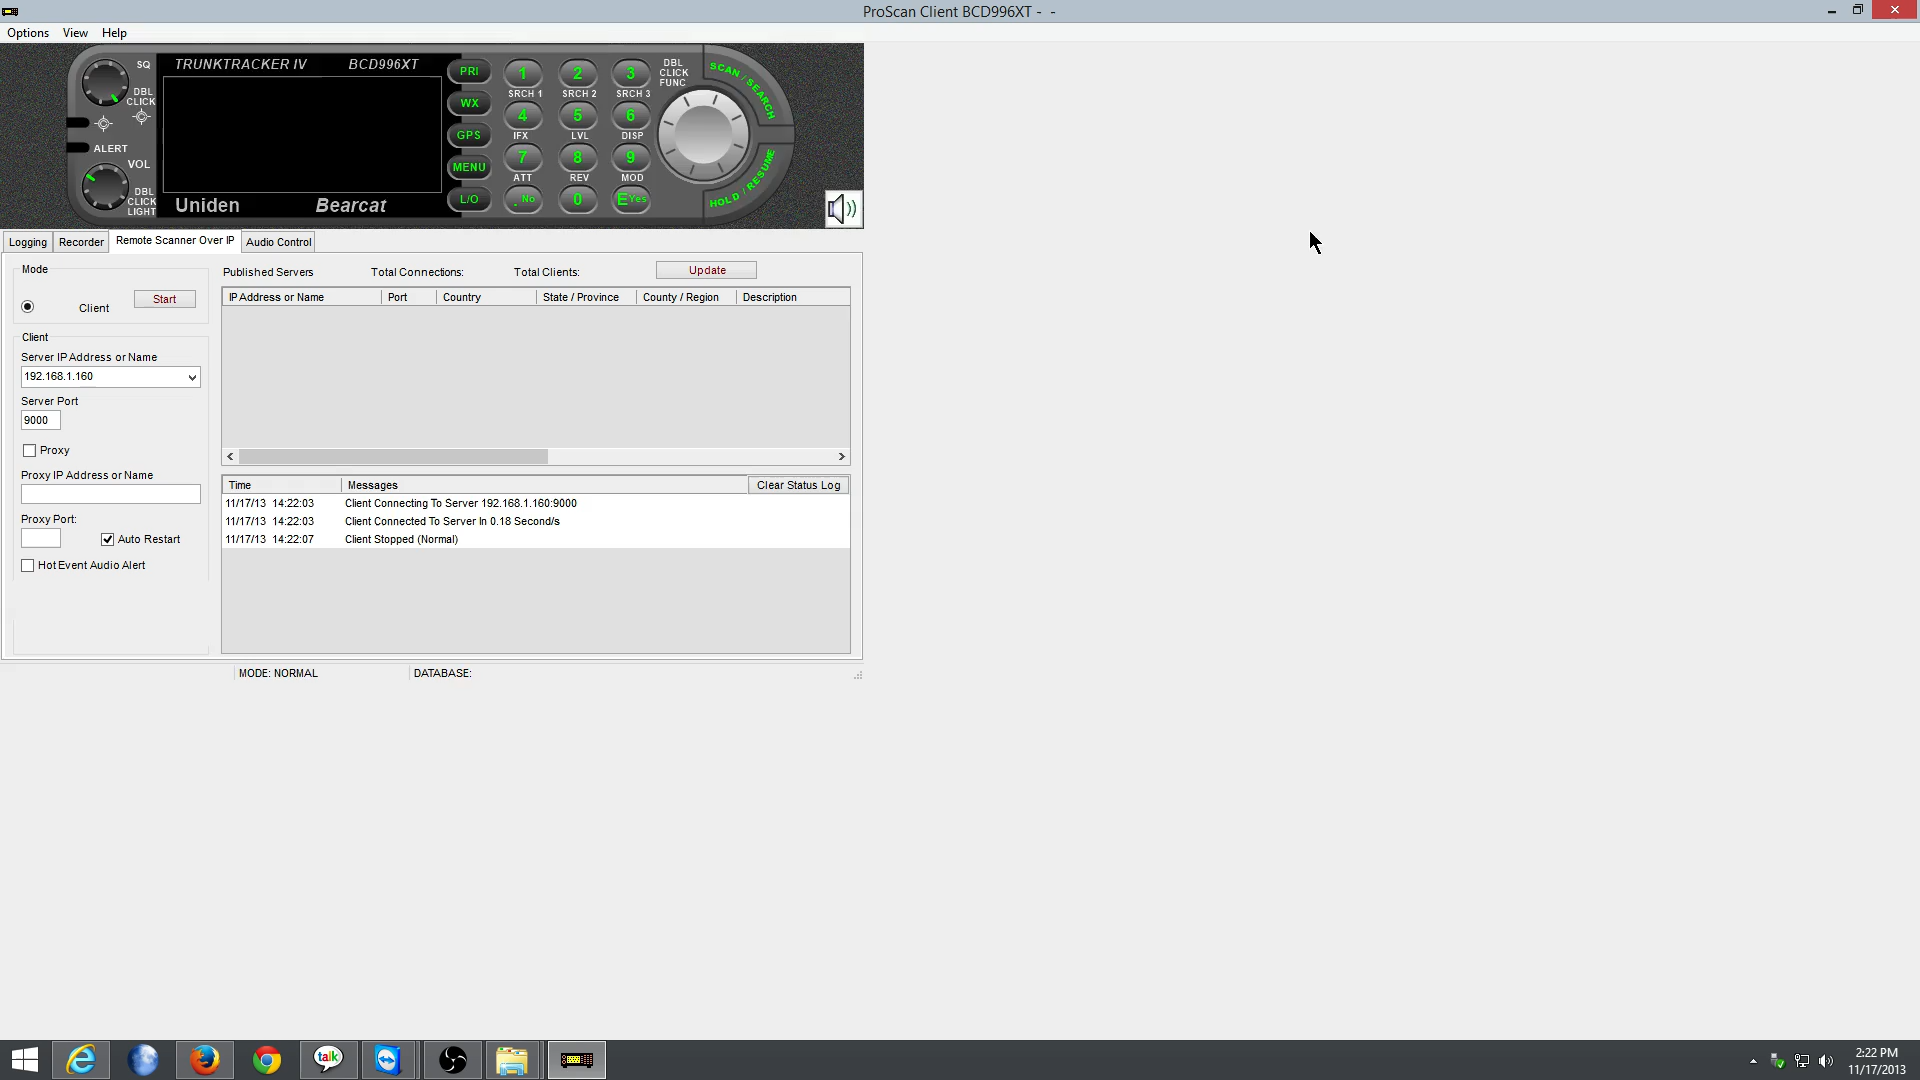 ProScan Client BCD996XT -  -
Options View Help
SQ
DBL
CLICK
ALERT
VOL
DBL
CLICK
LIGHT
TRUNKTRACKER IV BCD996XT
Uniden Bearcat
PRI
WX
GPS
MENU
L/O
1 2 3
SRCH 1 SRCH 2 SRCH 3
4 5 6
IFX LVL DISP
7 8 9
ATT REV MOD
. No 0 E Yes
DBL
CLICK
FUNC
SCAN / SEARCH
HOLD / RESUME
Logging Recorder Remote Scanner Over IP Audio Control
Mode
Client Start
Client
Server IP Address or Name
192.168.1.160
Server Port
9000
Proxy
Proxy IP Address or Name
Proxy Port:
Auto Restart
Hot Event Audio Alert
Published Servers Total Connections: Total Clients: Update
IP Address or Name Port Country State / Province County / Region Description
Time Messages Clear Status Log
11/17/13 14:22:03 Client Connecting To Server 192.168.1.160:9000
11/17/13 14:22:03 Client Connected To Server In 0.18 Second/s
11/17/13 14:22:07 Client Stopped (Normal)
MODE: NORMAL DATABASE:
talk
2:22 PM
11/17/2013